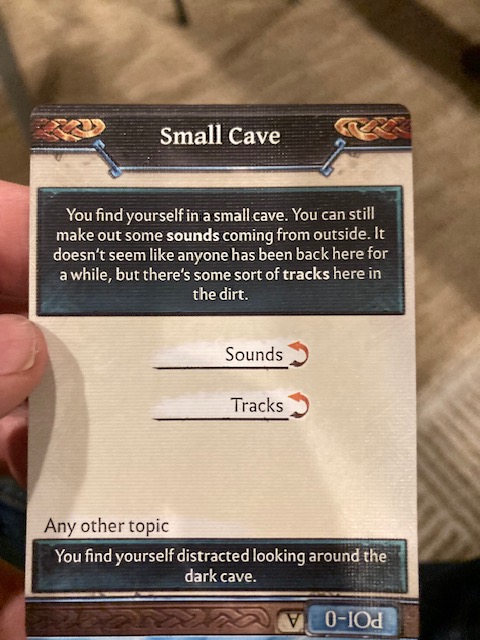 Small Cave
You find yourself in a small cave. You can still
make out some sounds coming from outside. It
doesn't seem like anyone has been back here for
a while, but there's some sort of tracks here in
the dirt.
Sounds
Tracks
Any other topic
You find yourself distracted looking around the
dark cave.
A POI-0